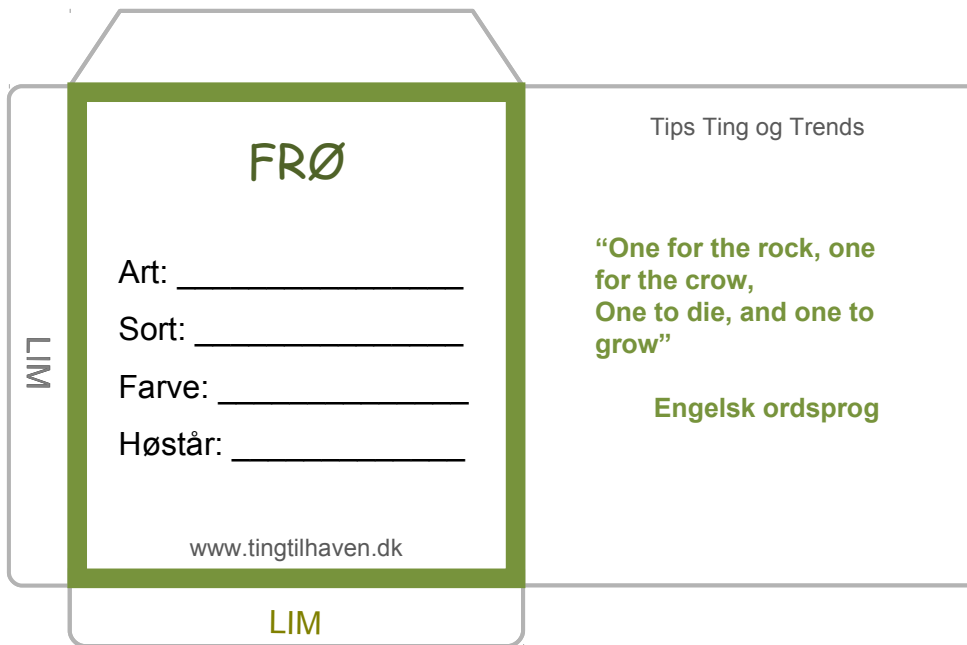 FRØ
Art: ________________
Sort: _______________
Farve: ______________
Høstår: _____________
www.tingtilhaven.dk
LIM
LIM
Tips Ting og Trends
“One for the rock, one
for the crow,
One to die, and one to
grow”
Engelsk ordsprog